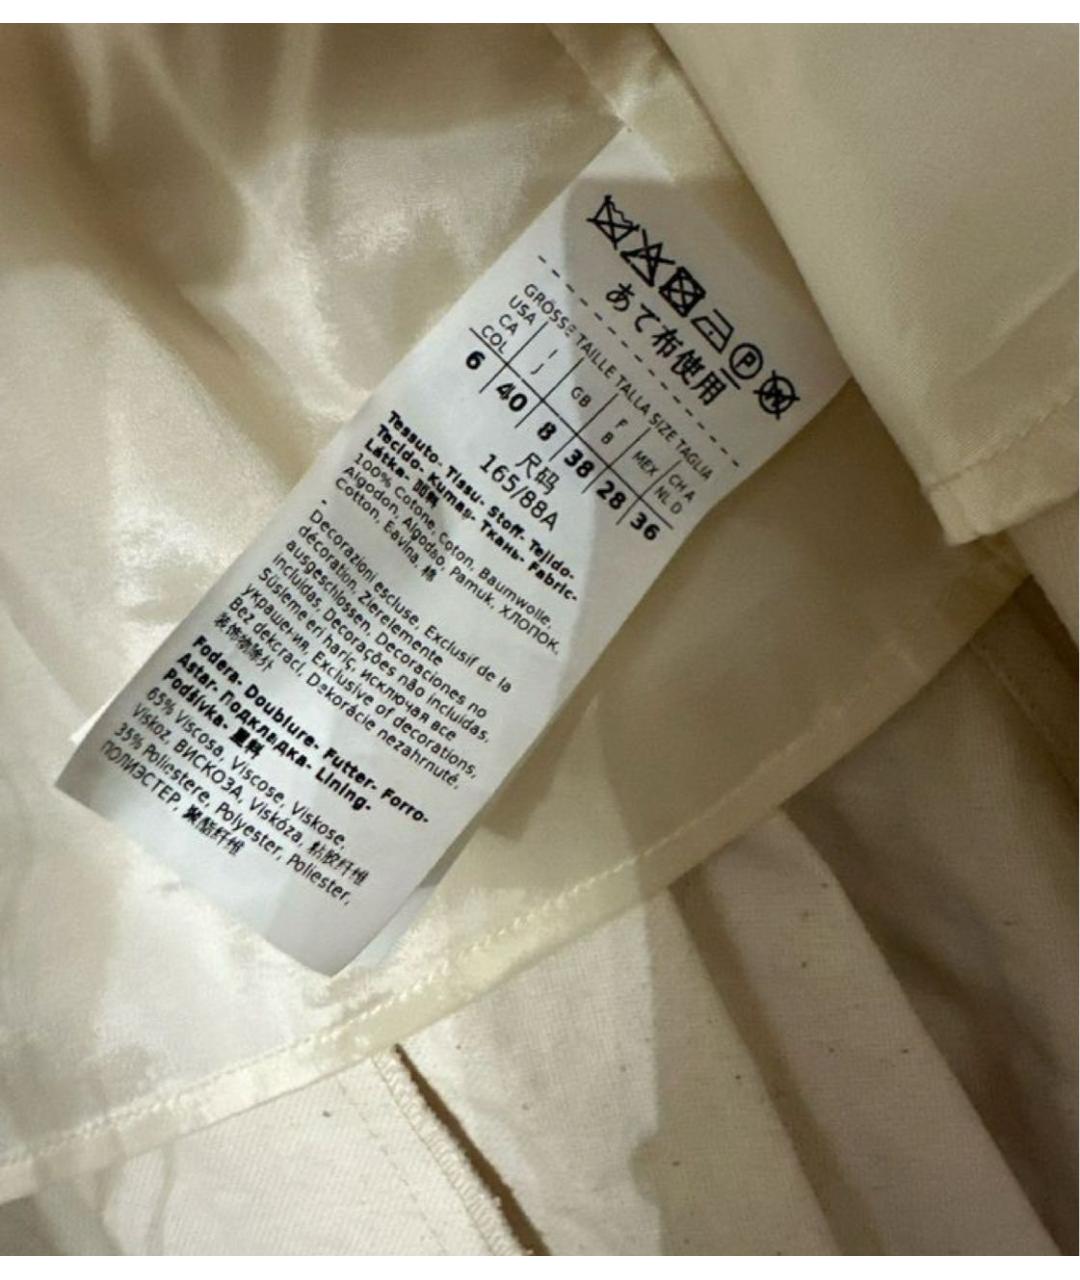 あて布使用
GRÖSSE TAILLE TALLA SIZE TAGLIA
USA CA COL | I J | GB | F B | MEX | CH A NL D
6 | 40 | 8 | 38 | 28 | 36
尺码
165/88A
Tessuto- Tissu- Stoff- Tejido-
Tecido- Kumaş- Ткань- Fabric-
Látka- 面料
100% Cotone, Coton, Baumwolle,
Algodon, Algodao, Pamuk, ХЛОПОК,
Cotton, Bavlna, 棉
-
Decorazioni escluse, Exclusif de la
décoration, Zierelemente
ausgeschlossen, Decoraciones no
incluidas, Decorações não incluidas,
Süsleme eri hariç, исключая все
украшения, Exclusive of decorations,
Bez dekcraci, Dekorácie nezahrnuté,
装饰物除外
Fodera- Doublure- Futter- Forro-
Astar- Подкладка- Lining-
Podšívka- 里料
65% Viscosa, Viscose, Viskose,
Viskoz, ВИСКОЗА, Viskóza, 粘胶纤维
35% Poliestere, Polyester, Poliester,
ПОЛИЭСТЕР, 聚酯纤维